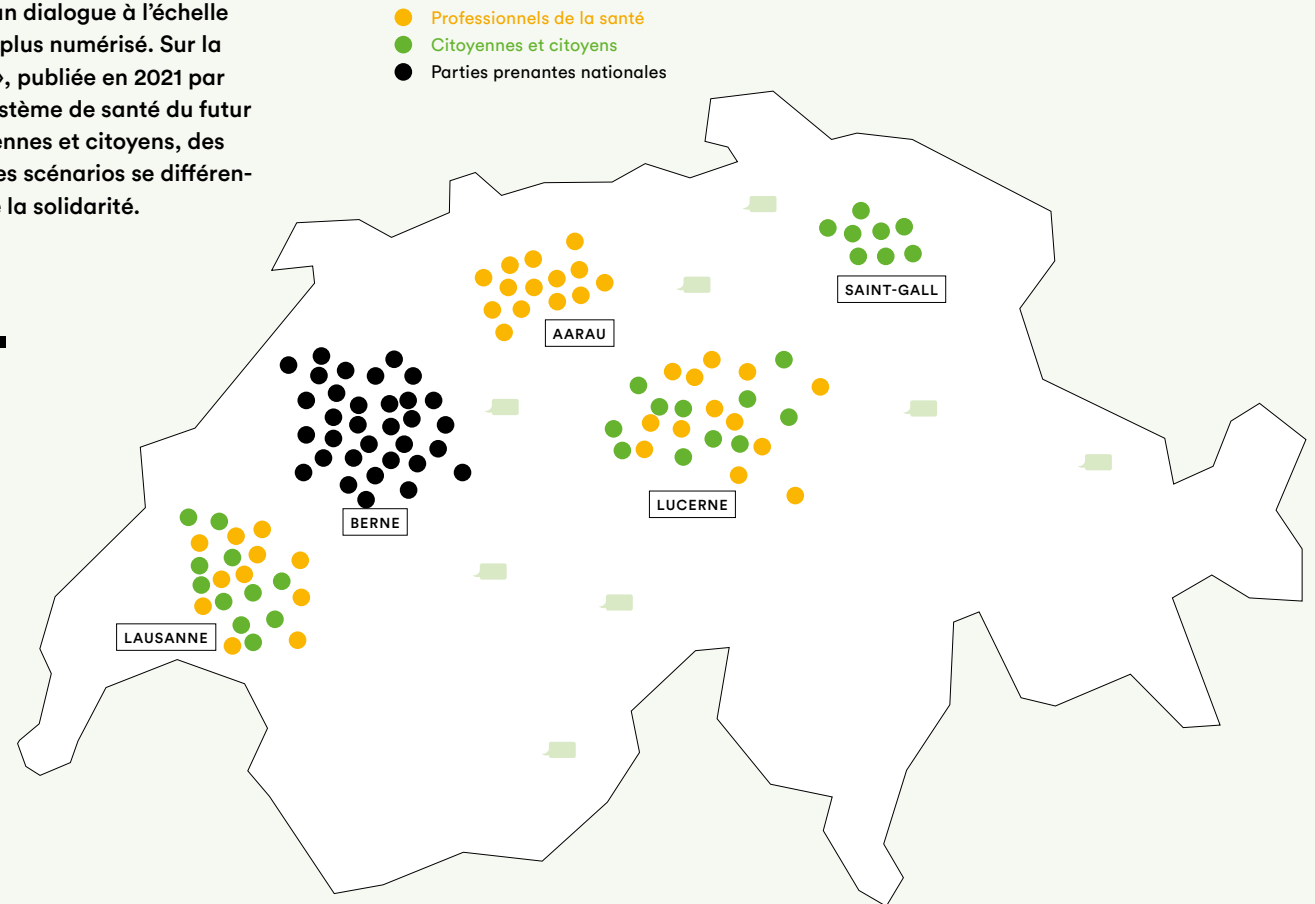 un dialogue à l'échelle
plus numérisé. Sur la
», publiée en 2021 par
stème de santé du futur
ennes et citoyens, des
es scénarios se différen-
la solidarité.
Professionnels de la santé
Citoyennes et citoyens
Parties prenantes nationales
SAINT-GALL
AARAU
LUCERNE
BERNE
LAUSANNE